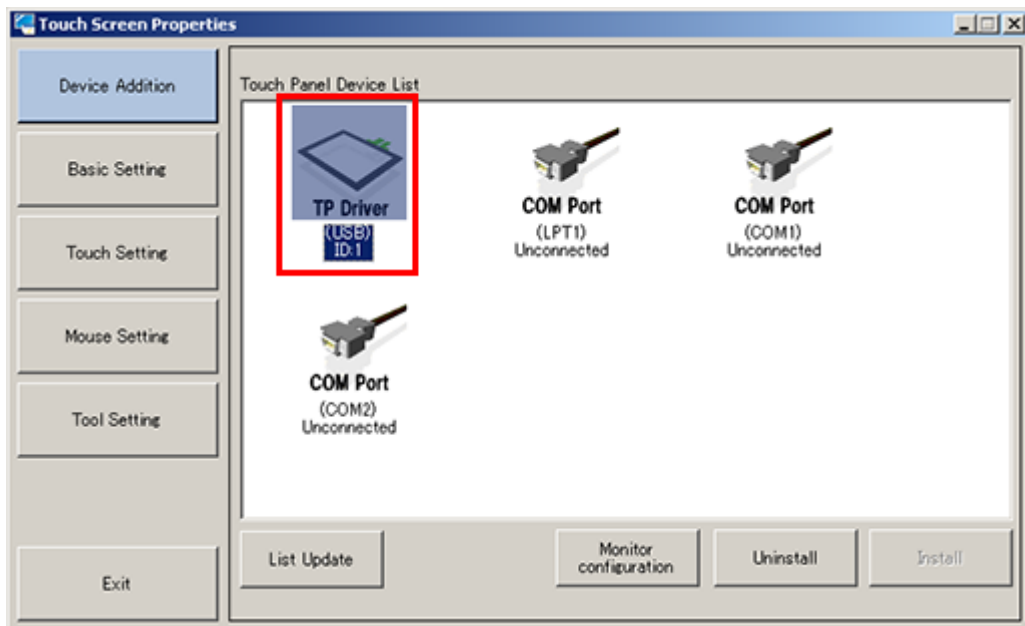 Touch Screen Properties
Device Addition
Basic Setting
Touch Setting
Mouse Setting
Tool Setting
Exit
Touch Panel Device List
TP Driver
(USB)
ID:1
COM Port
(LPT1)
Unconnected
COM Port
(COM1)
Unconnected
COM Port
(COM2)
Unconnected
List Update
Monitor
configuration
Uninstall
Install